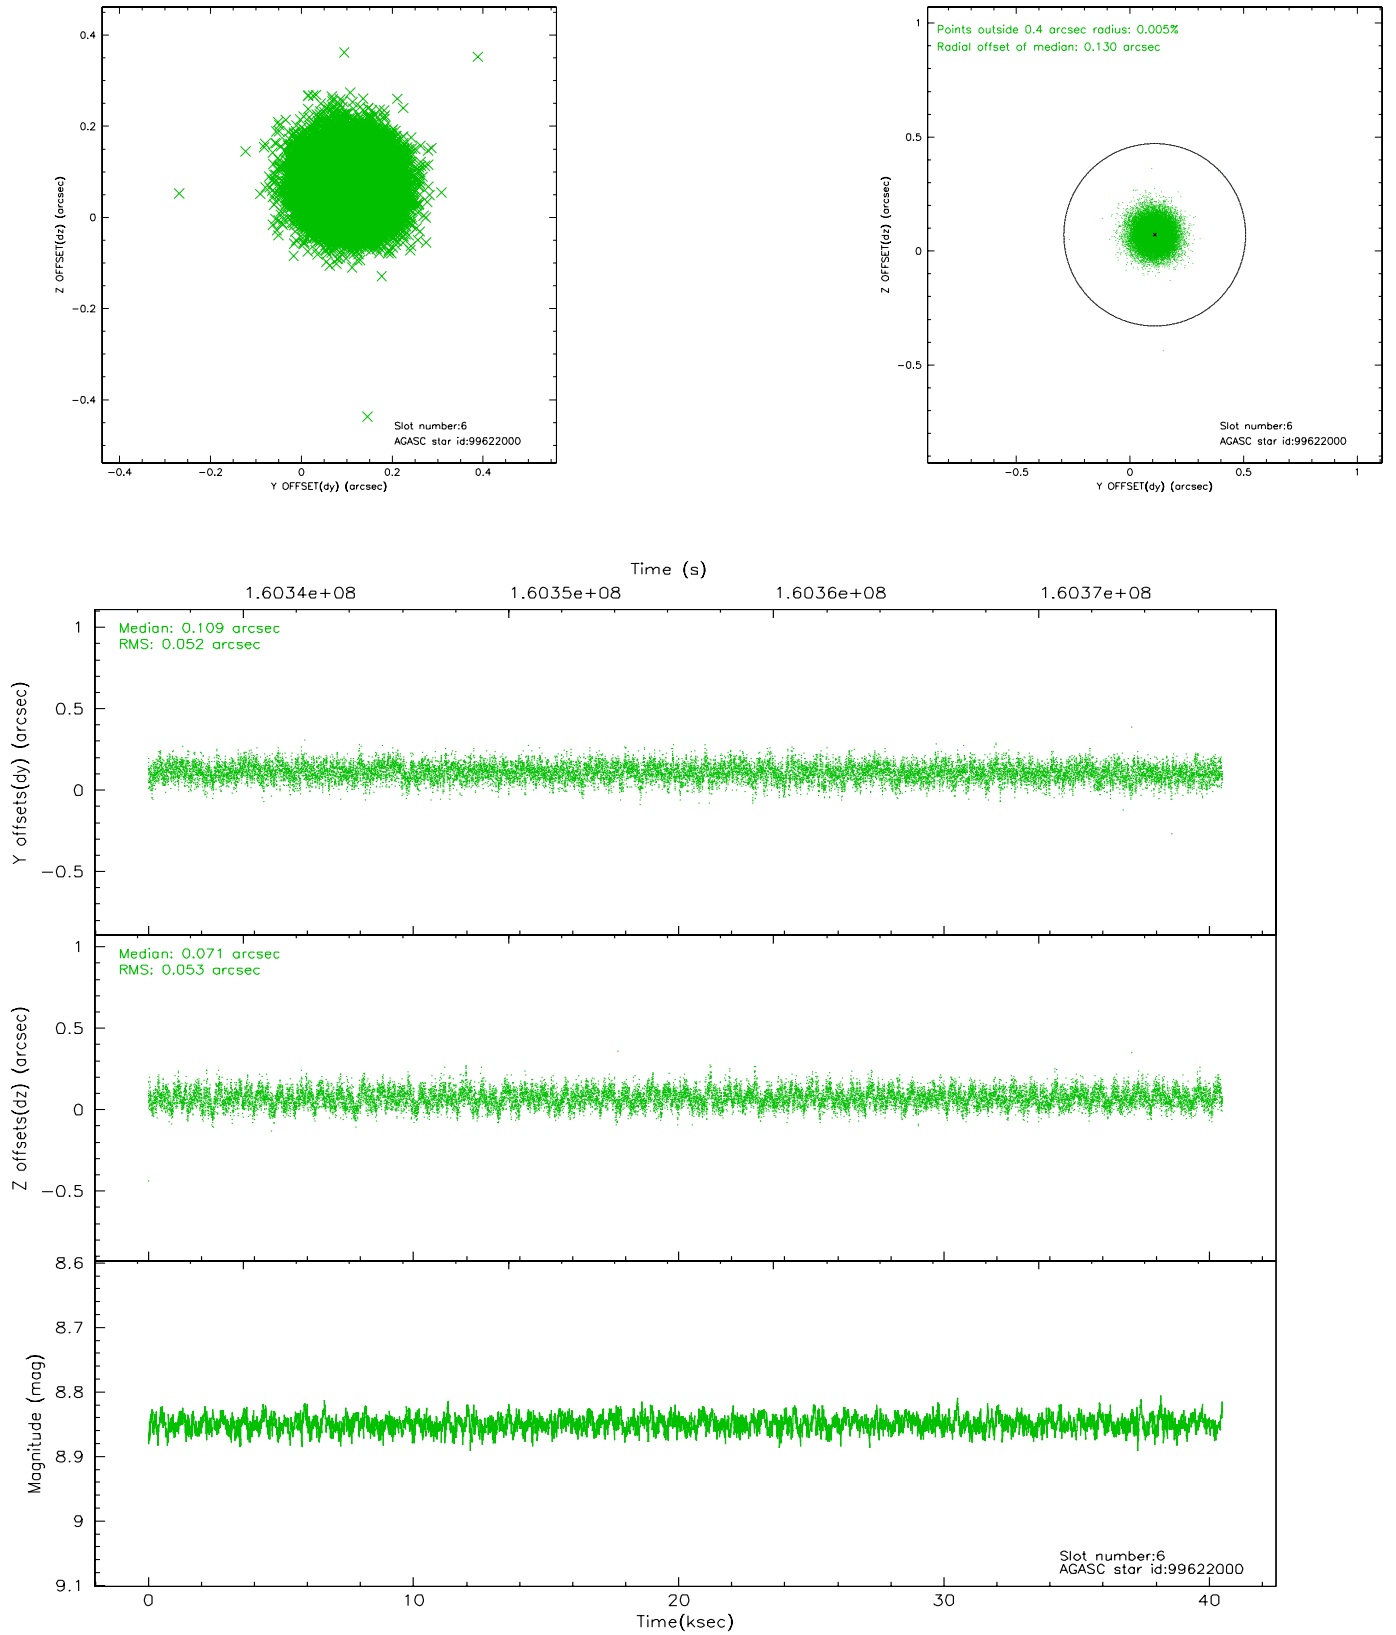 0.4
0.2
0
-0.2
-0.4
Z OFFSET(dz) (arcsec)
Slot number:6
AGASC star id:99622000
-0.4 -0.2 0 0.2 0.4
Y OFFSET(dy) (arcsec)
Points outside 0.4 arcsec radius: 0.005%
Radial offset of median: 0.130 arcsec
1
0.5
0
-0.5
Z OFFSET(dz) (arcsec)
Slot number:6
AGASC star id:99622000
-0.5 0 0.5 1
Y OFFSET(dy) (arcsec)
Time (s)
1.6034e+08 1.6035e+08 1.6036e+08 1.6037e+08
Median: 0.109 arcsec
RMS: 0.052 arcsec
1
0.5
0
-0.5
Y offsets(dy) (arcsec)
Median: 0.071 arcsec
RMS: 0.053 arcsec
1
0.5
0
-0.5
Z offsets(dz) (arcsec)
8.6
8.7
8.8
8.9
9
9.1
Magnitude (mag)
Slot number:6
AGASC star id:99622000
0 10 20 30 40
Time(ksec)